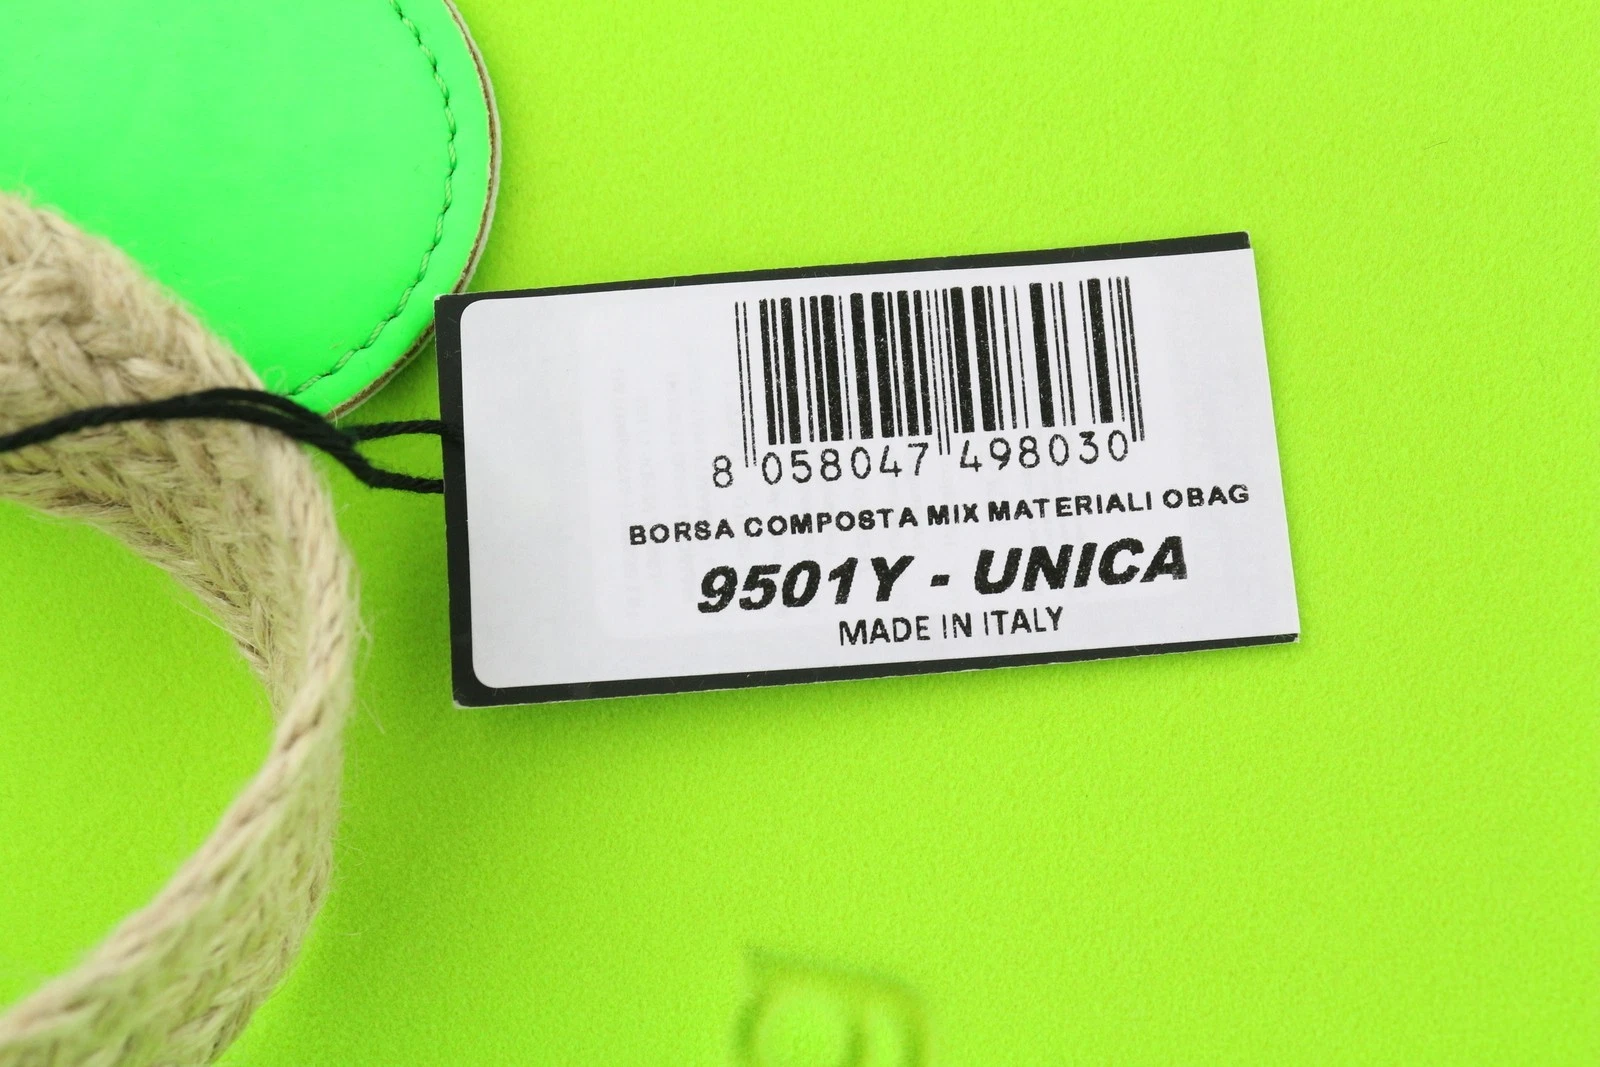 8 058047 498030
BORSA COMPOSTA MIX MATERIALI OBAG
9501Y - UNICA
MADE IN ITALY